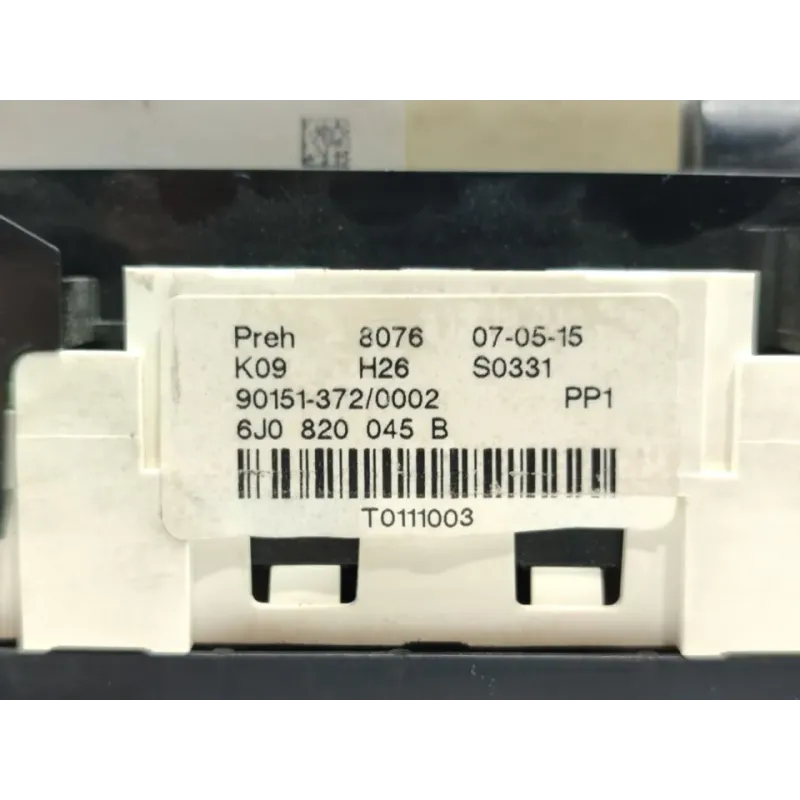 Preh 8076 07-05-15
K09 H26 S0331
90151-372/0002 PP1
6J0 820 045 B
T0111003